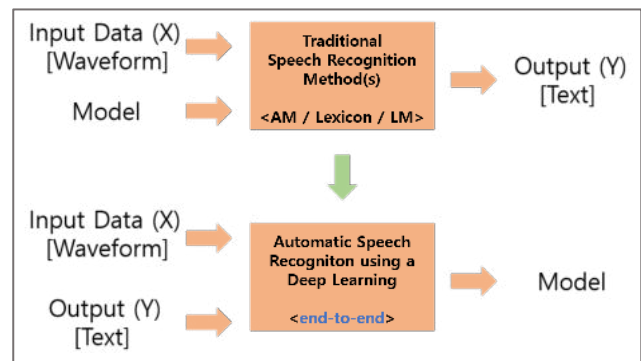 Input Data (X)
[Waveform]
Model
Traditional
Speech Recognition
Method(s)
<AM / Lexicon / LM>
Output (Y)
[Text]
Input Data (X)
[Waveform]
Output (Y)
[Text]
Automatic Speech
Recogniton using a
Deep Learning
<end-to-end>
Model